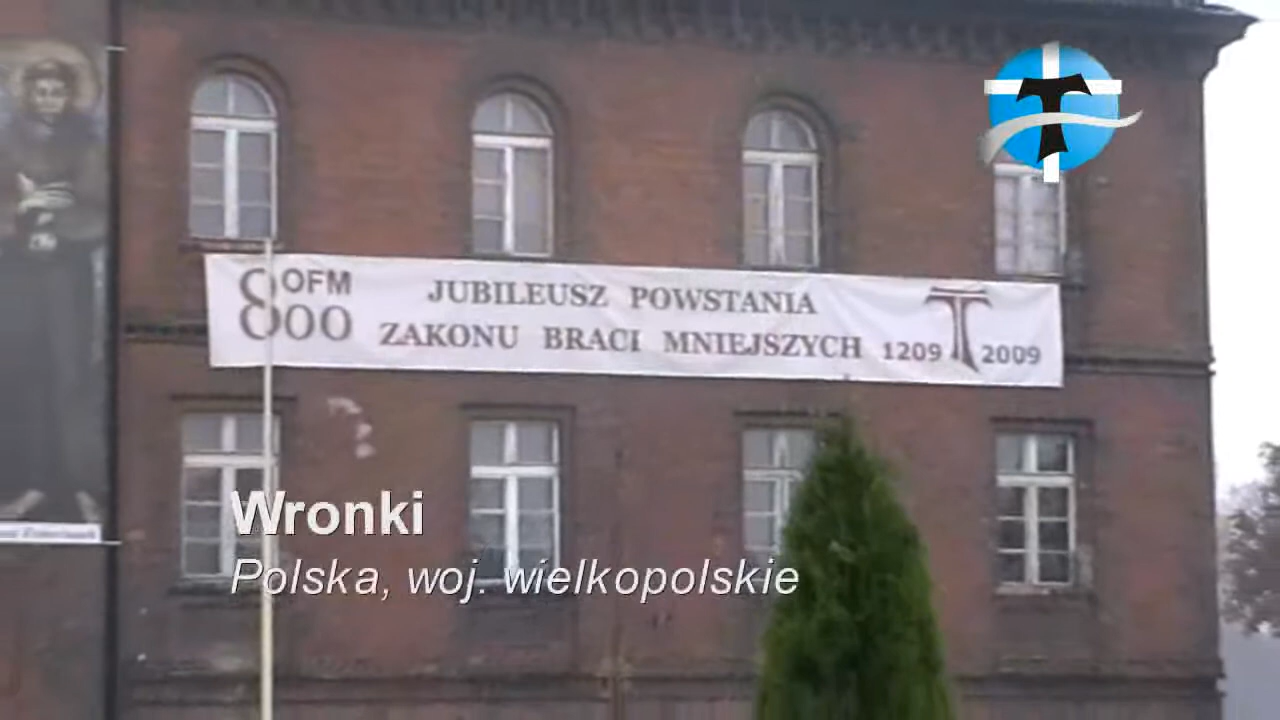 OFM
800
JUBILEUSZ POWSTANIA
ZAKONU BRACI MNIEJSZYCH 1209 2009
Wronki
Polska, woj. wielkopolskie